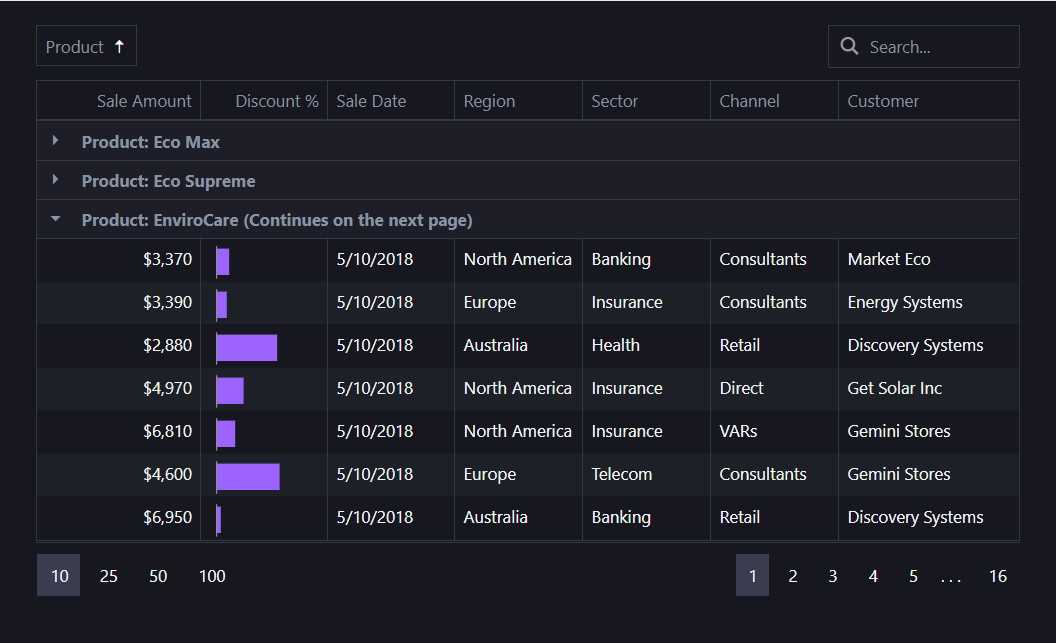 Product ↑ Search...
Sale Amount Discount % Sale Date Region Sector Channel Customer
Product: Eco Max
Product: Eco Supreme
Product: EnviroCare (Continues on the next page)
$3,370 5/10/2018 North America Banking Consultants Market Eco
$3,390 5/10/2018 Europe Insurance Consultants Energy Systems
$2,880 5/10/2018 Australia Health Retail Discovery Systems
$4,970 5/10/2018 North America Insurance Direct Get Solar Inc
$6,810 5/10/2018 North America Insurance VARs Gemini Stores
$4,600 5/10/2018 Europe Telecom Consultants Gemini Stores
$6,950 5/10/2018 Australia Banking Retail Discovery Systems
10 25 50 100 1 2 3 4 5 ... 16